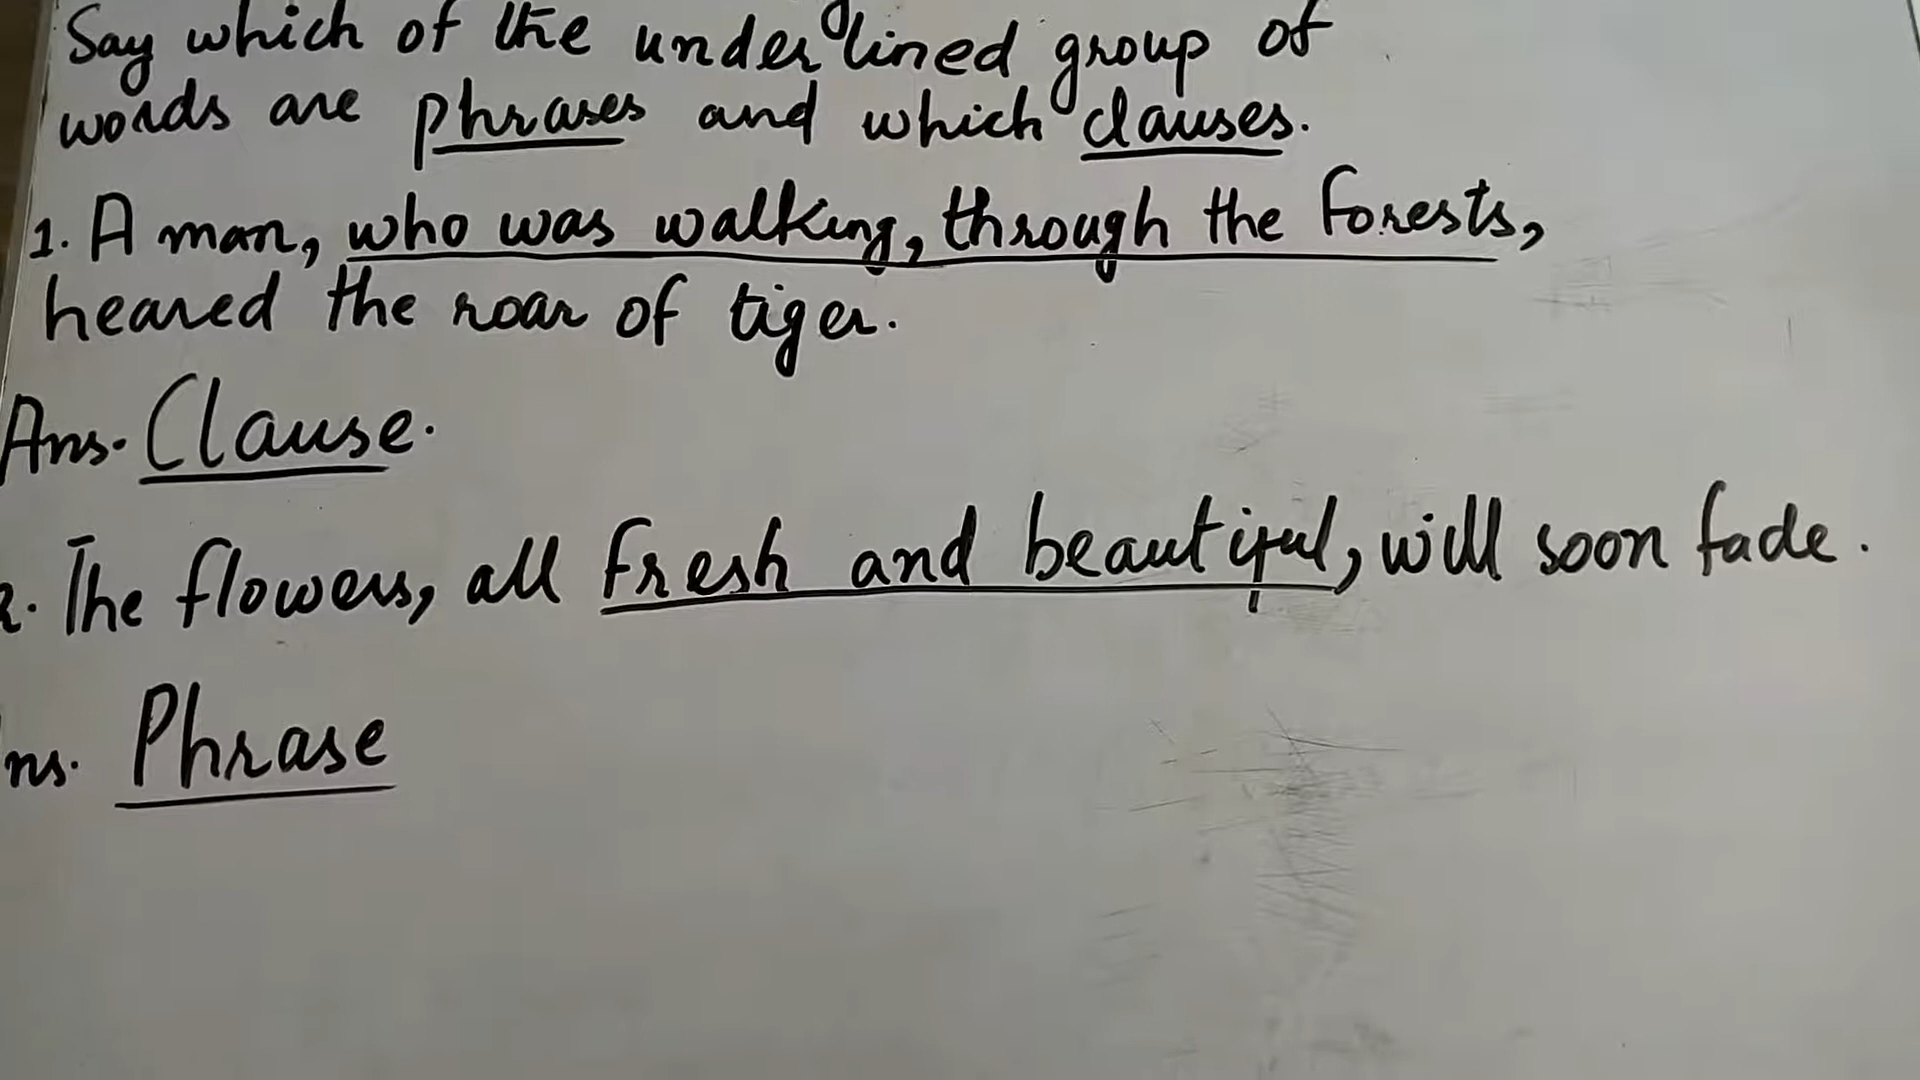 Say which of the underlined group of
words are phrases and which clauses.
1. A man, who was walking, through the forests,
heared the roar of tiger.
Ans. Clause.
2. The flowers, all fresh and beautiful, will soon fade.
ns. Phrase